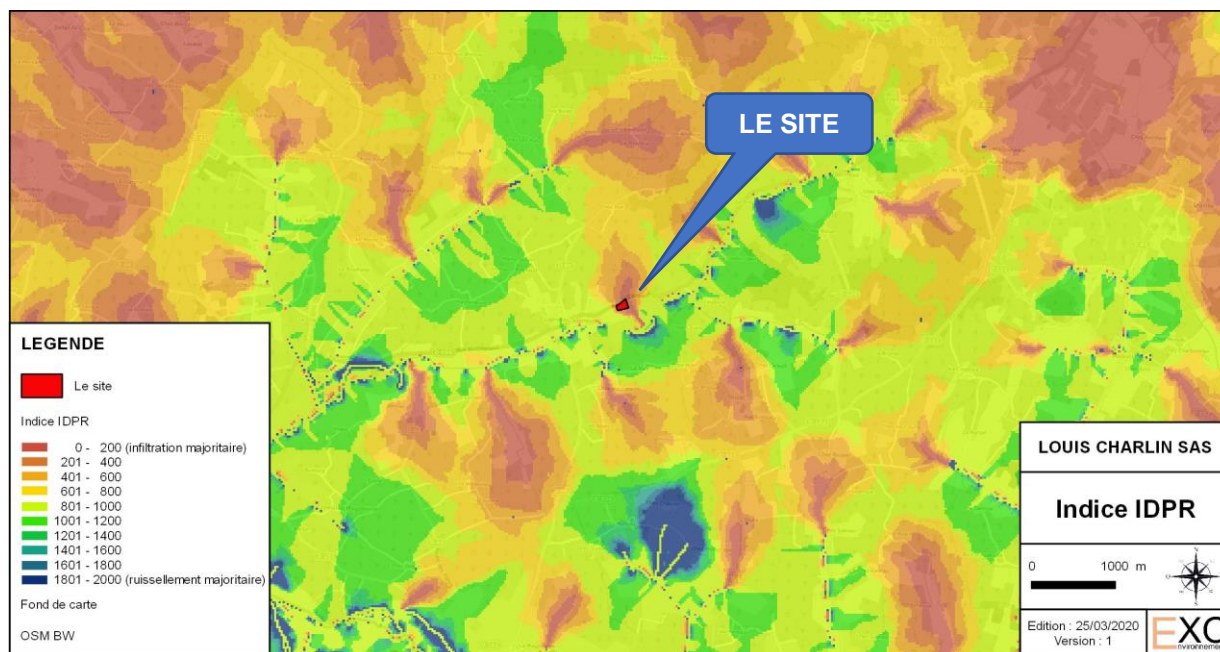 LE SITE
LEGENDE
Le site
Indice IDPR
0 - 200 (infiltration majoritaire)
201 - 400
401 - 600
601 - 800
801 - 1000
1001 - 1200
1201 - 1400
1401 - 1600
1601 - 1800
1801 - 2000 (ruissellement majoritaire)
Fond de carte
OSM BW
LOUIS CHARLIN SAS
Indice IDPR
0 1000 m
Edition : 25/03/2020
Version : 1
EXO
nvironnement